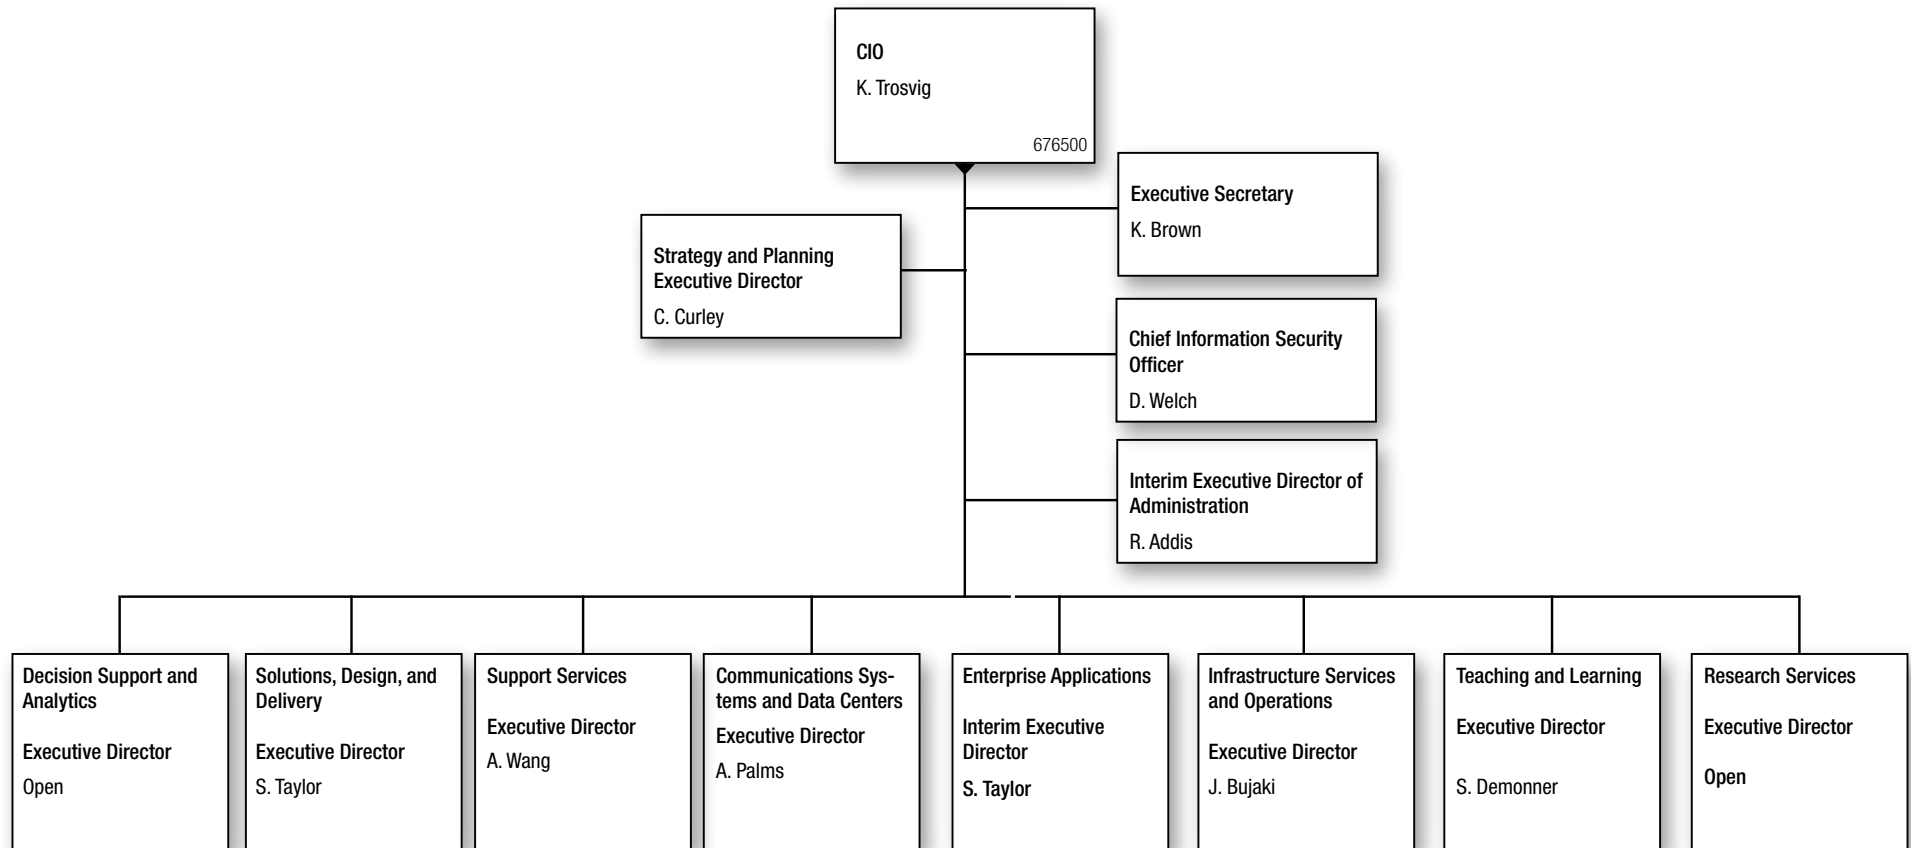 CIO
K. Trosvig
676500
Executive Secretary
K. Brown
Strategy and Planning
Executive Director
C. Curley
Chief Information Security
Officer
D. Welch
Interim Executive Director of
Administration
R. Addis
Decision Support and
Analytics
Executive Director
Open
Solutions, Design, and
Delivery
Executive Director
S. Taylor
Support Services
Executive Director
A. Wang
Communications Sys-
tems and Data Centers
Executive Director
A. Palms
Enterprise Applications
Interim Executive
Director
S. Taylor
Infrastructure Services
and Operations
Executive Director
J. Bujaki
Teaching and Learning
Executive Director
S. Demonner
Research Services
Executive Director
Open